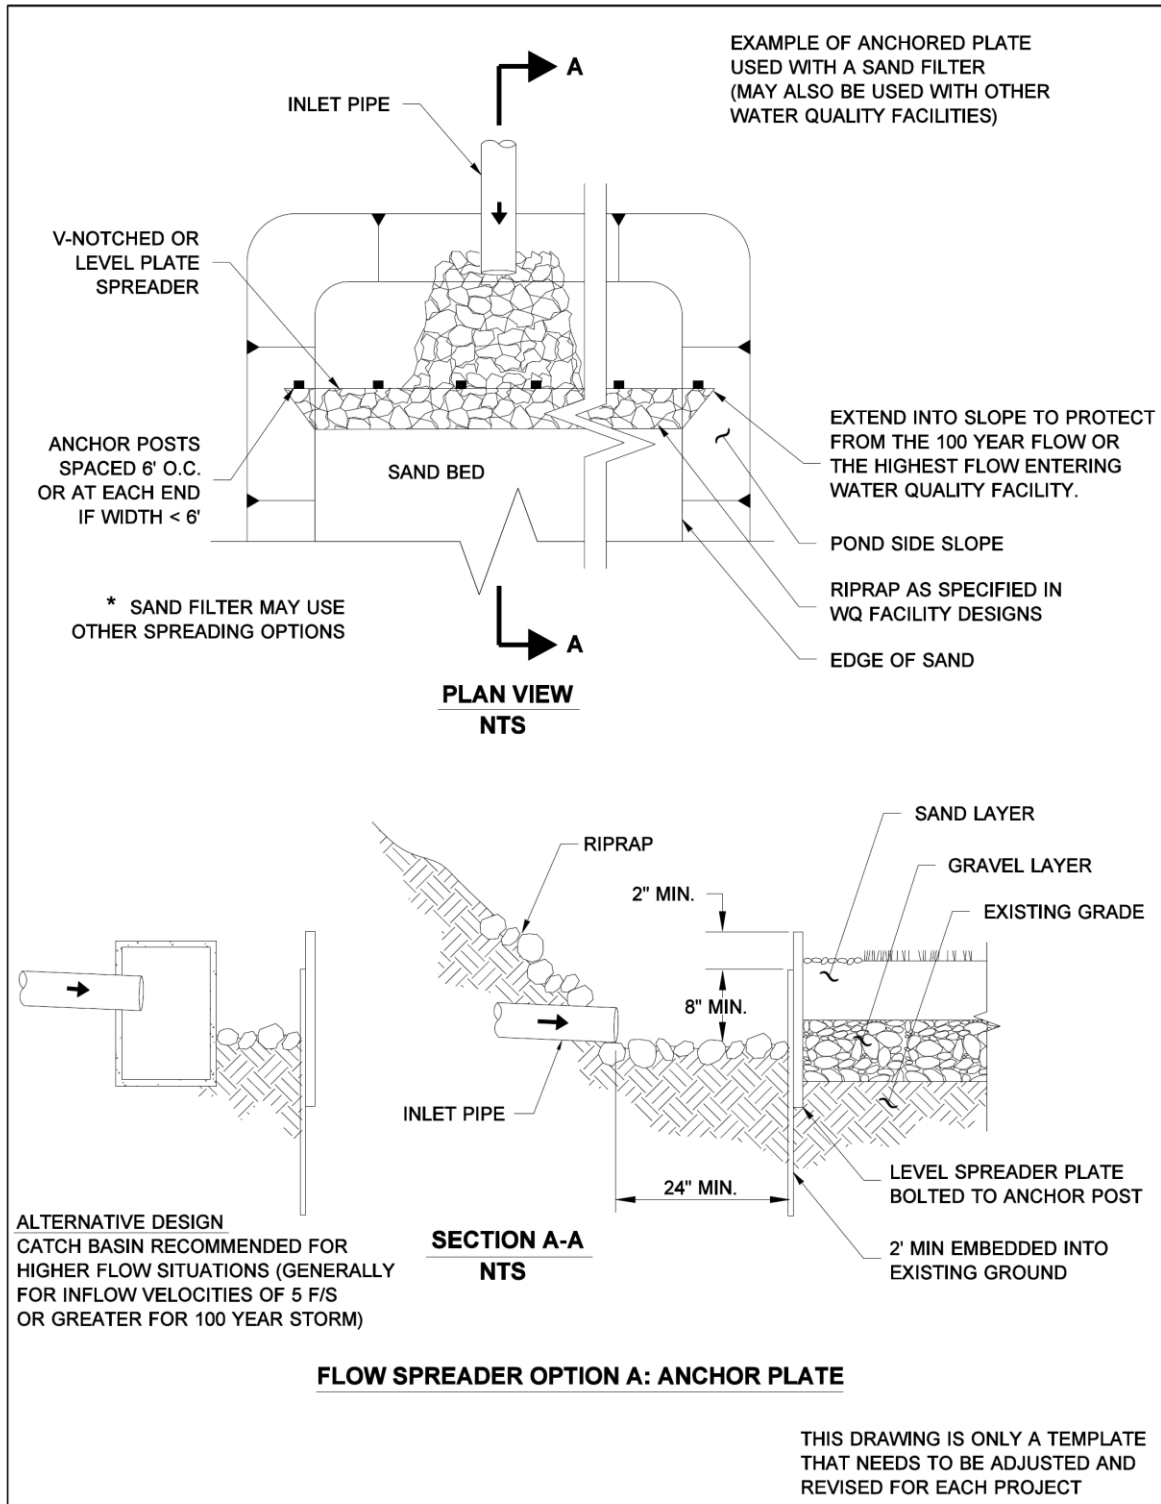 EXAMPLE OF ANCHORED PLATE
USED WITH A SAND FILTER
(MAY ALSO BE USED WITH OTHER
WATER QUALITY FACILITIES)
A
INLET PIPE
V-NOTCHED OR
LEVEL PLATE
SPREADER
ANCHOR POSTS
SPACED 6' O.C.
OR AT EACH END
IF WIDTH < 6'
SAND BED
EXTEND INTO SLOPE TO PROTECT
FROM THE 100 YEAR FLOW OR
THE HIGHEST FLOW ENTERING
WATER QUALITY FACILITY.
POND SIDE SLOPE
RIPRAP AS SPECIFIED IN
WQ FACILITY DESIGNS
EDGE OF SAND
* SAND FILTER MAY USE
OTHER SPREADING OPTIONS
A
PLAN VIEW
NTS
SAND LAYER
RIPRAP
GRAVEL LAYER
2" MIN.
EXISTING GRADE
8" MIN.
INLET PIPE
24" MIN.
LEVEL SPREADER PLATE
BOLTED TO ANCHOR POST
2' MIN EMBEDDED INTO
EXISTING GROUND
ALTERNATIVE DESIGN
CATCH BASIN RECOMMENDED FOR
HIGHER FLOW SITUATIONS (GENERALLY
FOR INFLOW VELOCITIES OF 5 F/S
OR GREATER FOR 100 YEAR STORM)
SECTION A-A
NTS
FLOW SPREADER OPTION A: ANCHOR PLATE
THIS DRAWING IS ONLY A TEMPLATE
THAT NEEDS TO BE ADJUSTED AND
REVISED FOR EACH PROJECT